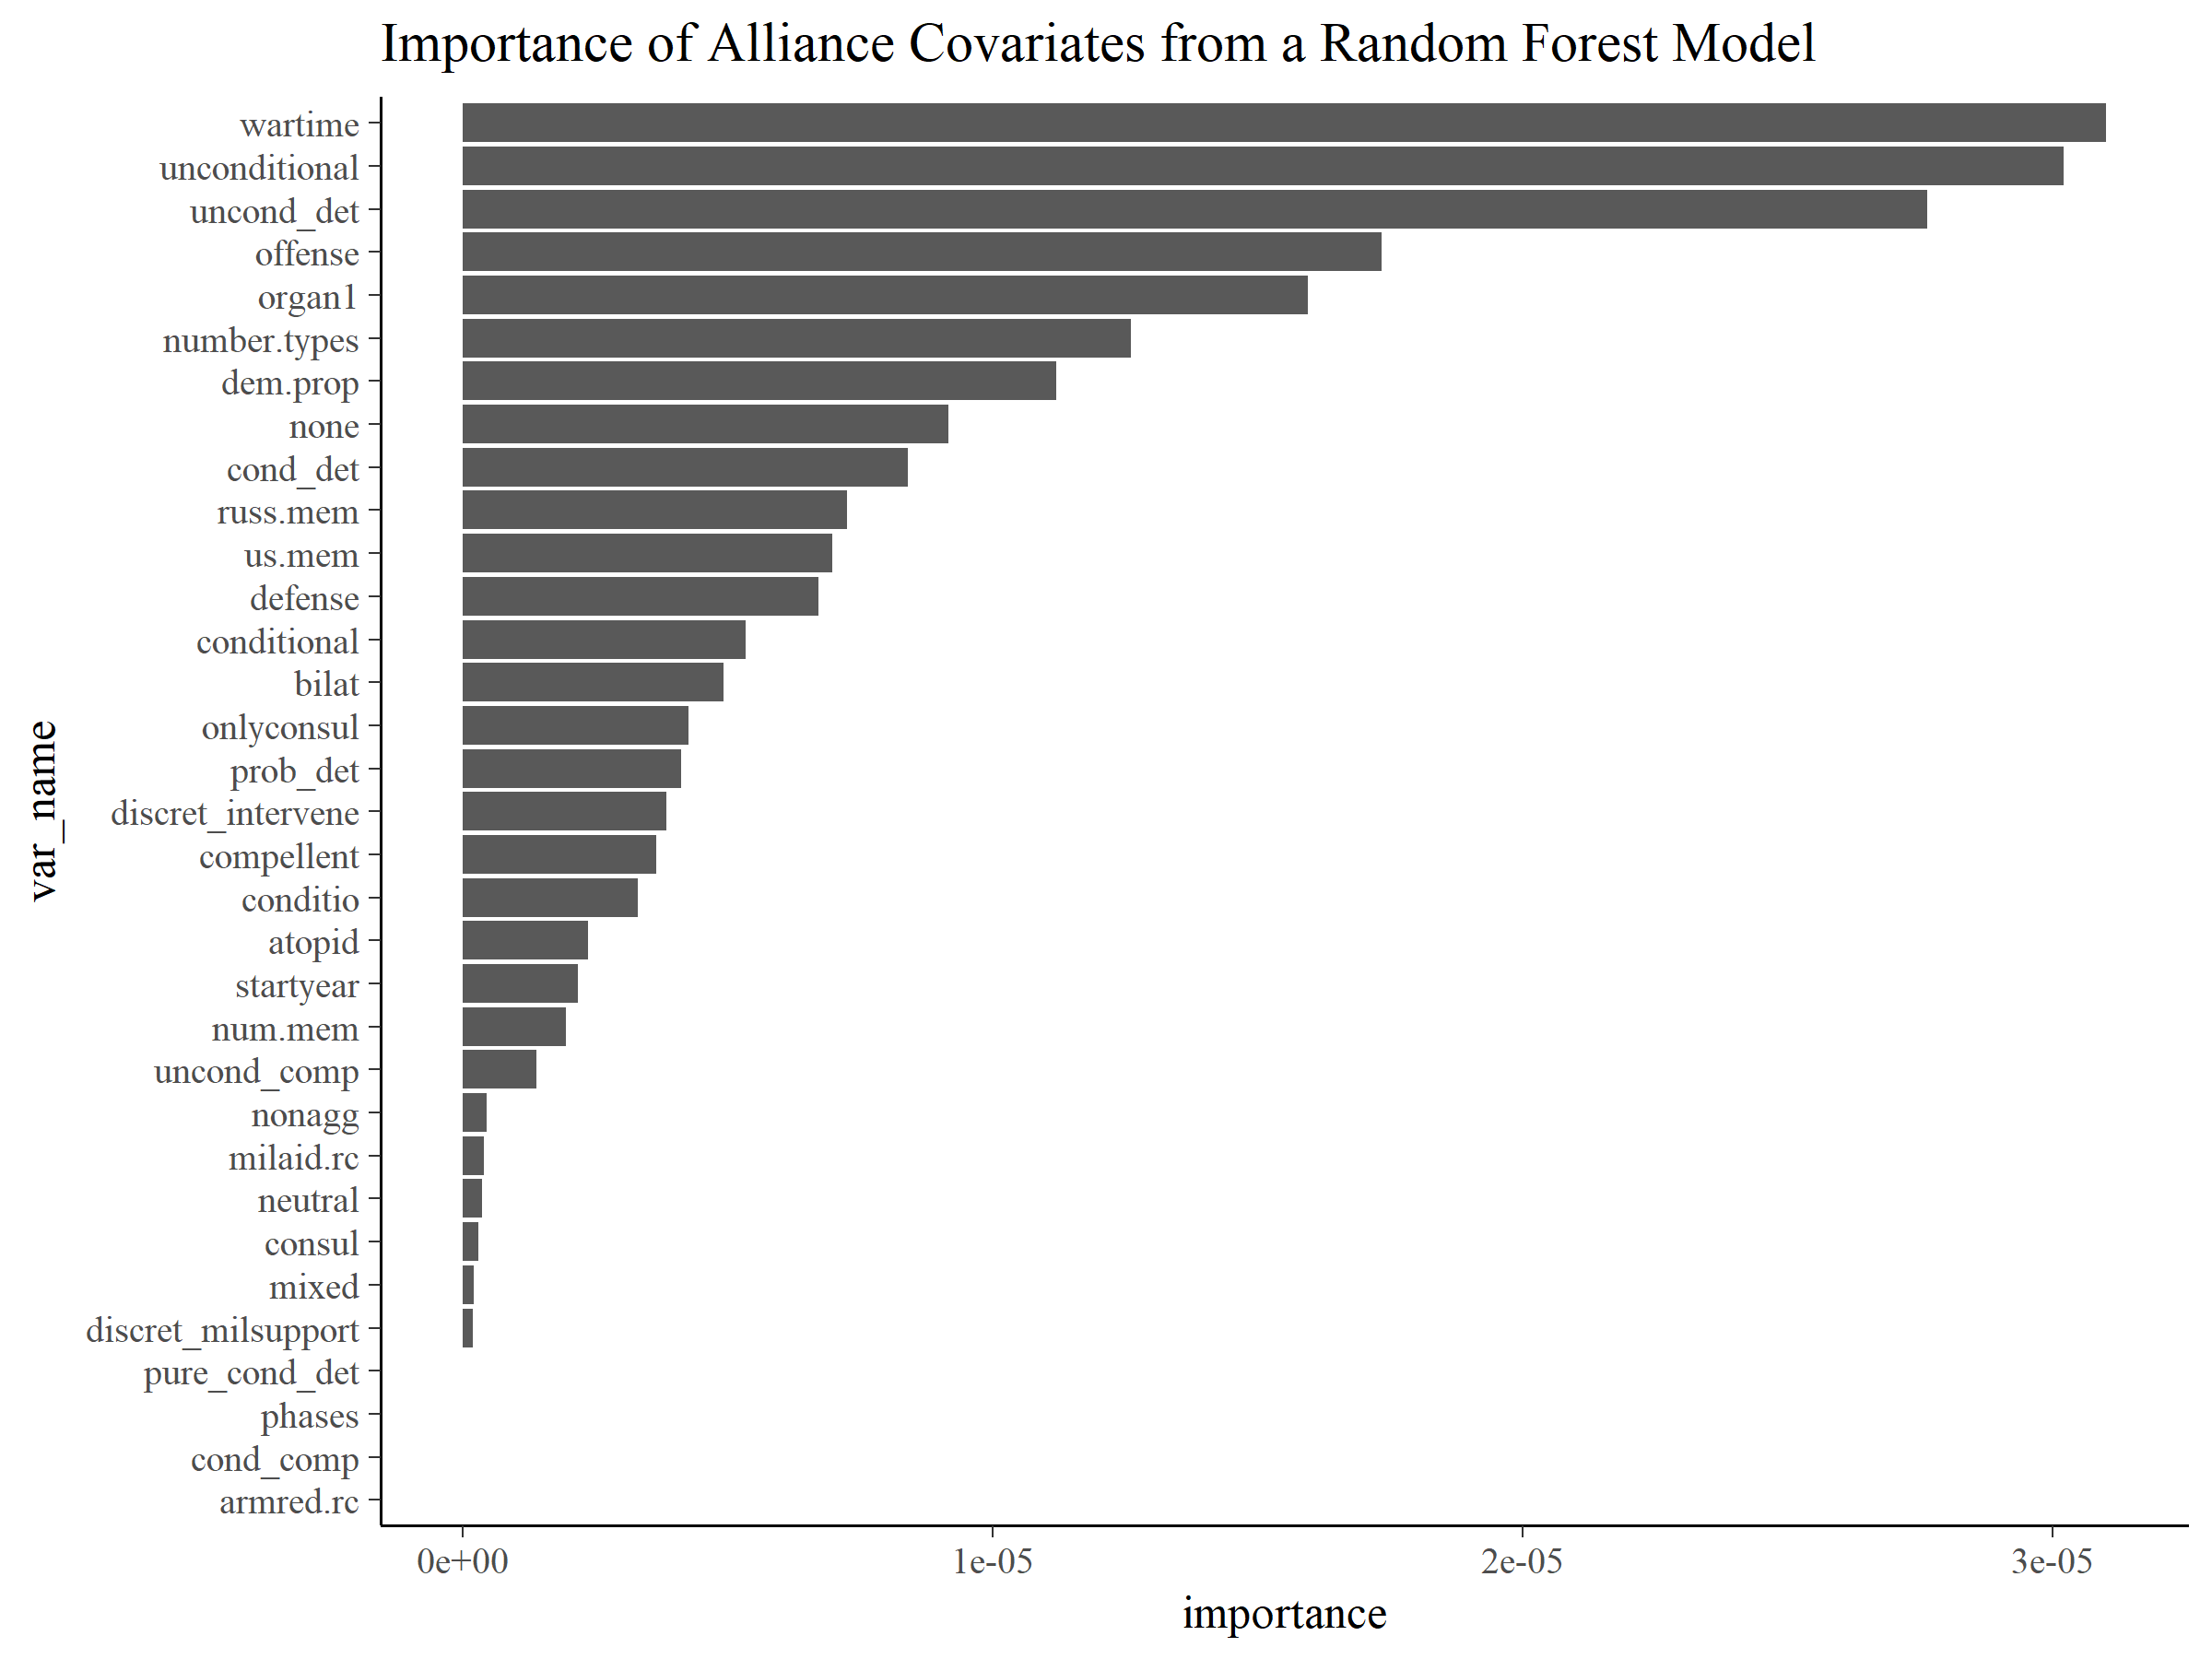 Importance of Alliance Covariates from a Random Forest Model
wartime
unconditional
uncond_det
offense
organ1
number.types
dem.prop
none
cond_det
russ.mem
us.mem
defense
conditional
bilat
onlyconsul
prob_det
discret_intervene
compellent
conditio
atopid
startyear
num.mem
uncond_comp
nonagg
milaid.rc
neutral
consul
mixed
discret_milsupport
pure_cond_det
phases
cond_comp
armred.rc
var_name
0e+00 1e-05 2e-05 3e-05
importance